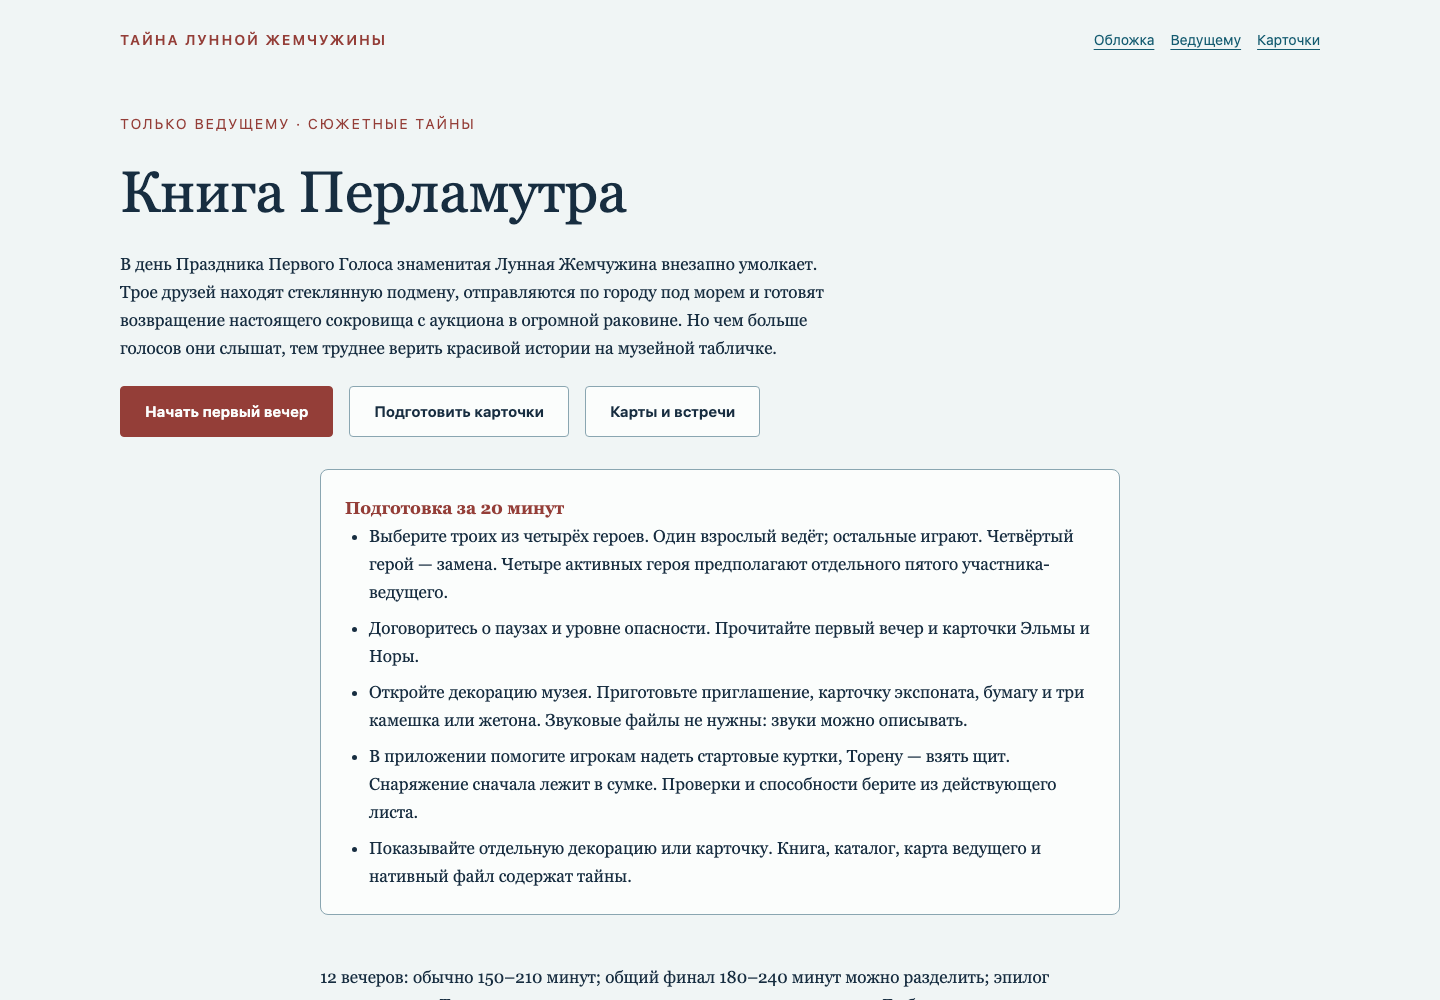 ТАЙНА ЛУННОЙ ЖЕМЧУЖИНЫ
Обложка Ведущему Карточки
ТОЛЬКО ВЕДУЩЕМУ · СЮЖЕТНЫЕ ТАЙНЫ
Книга Перламутра
В день Праздника Первого Голоса знаменитая Лунная Жемчужина внезапно умолкает.
Трое друзей находят стеклянную подмену, отправляются по городу под морем и готовят
возвращение настоящего сокровища с аукциона в огромной раковине. Но чем больше
голосов они слышат, тем труднее верить красивой истории на музейной табличке.
Начать первый вечер Подготовить карточки Карты и встречи
Подготовка за 20 минут
• Выберите троих из четырёх героев. Один взрослый ведёт; остальные играют. Четвёртый
герой — замена. Четыре активных героя предполагают отдельного пятого участника-
ведущего.
• Договоритесь о паузах и уровне опасности. Прочитайте первый вечер и карточки Эльмы и
Норы.
• Откройте декорацию музея. Приготовьте приглашение, карточку экспоната, бумагу и три
камешка или жетона. Звуковые файлы не нужны: звуки можно описывать.
• В приложении помогите игрокам надеть стартовые куртки, Торену — взять щит.
Снаряжение сначала лежит в сумке. Проверки и способности берите из действующего
листа.
• Показывайте отдельную декорацию или карточку. Книга, каталог, карта ведущего и
нативный файл содержат тайны.
12 вечеров: обычно 150–210 минут; общий финал 180–240 минут можно разделить; эпилог